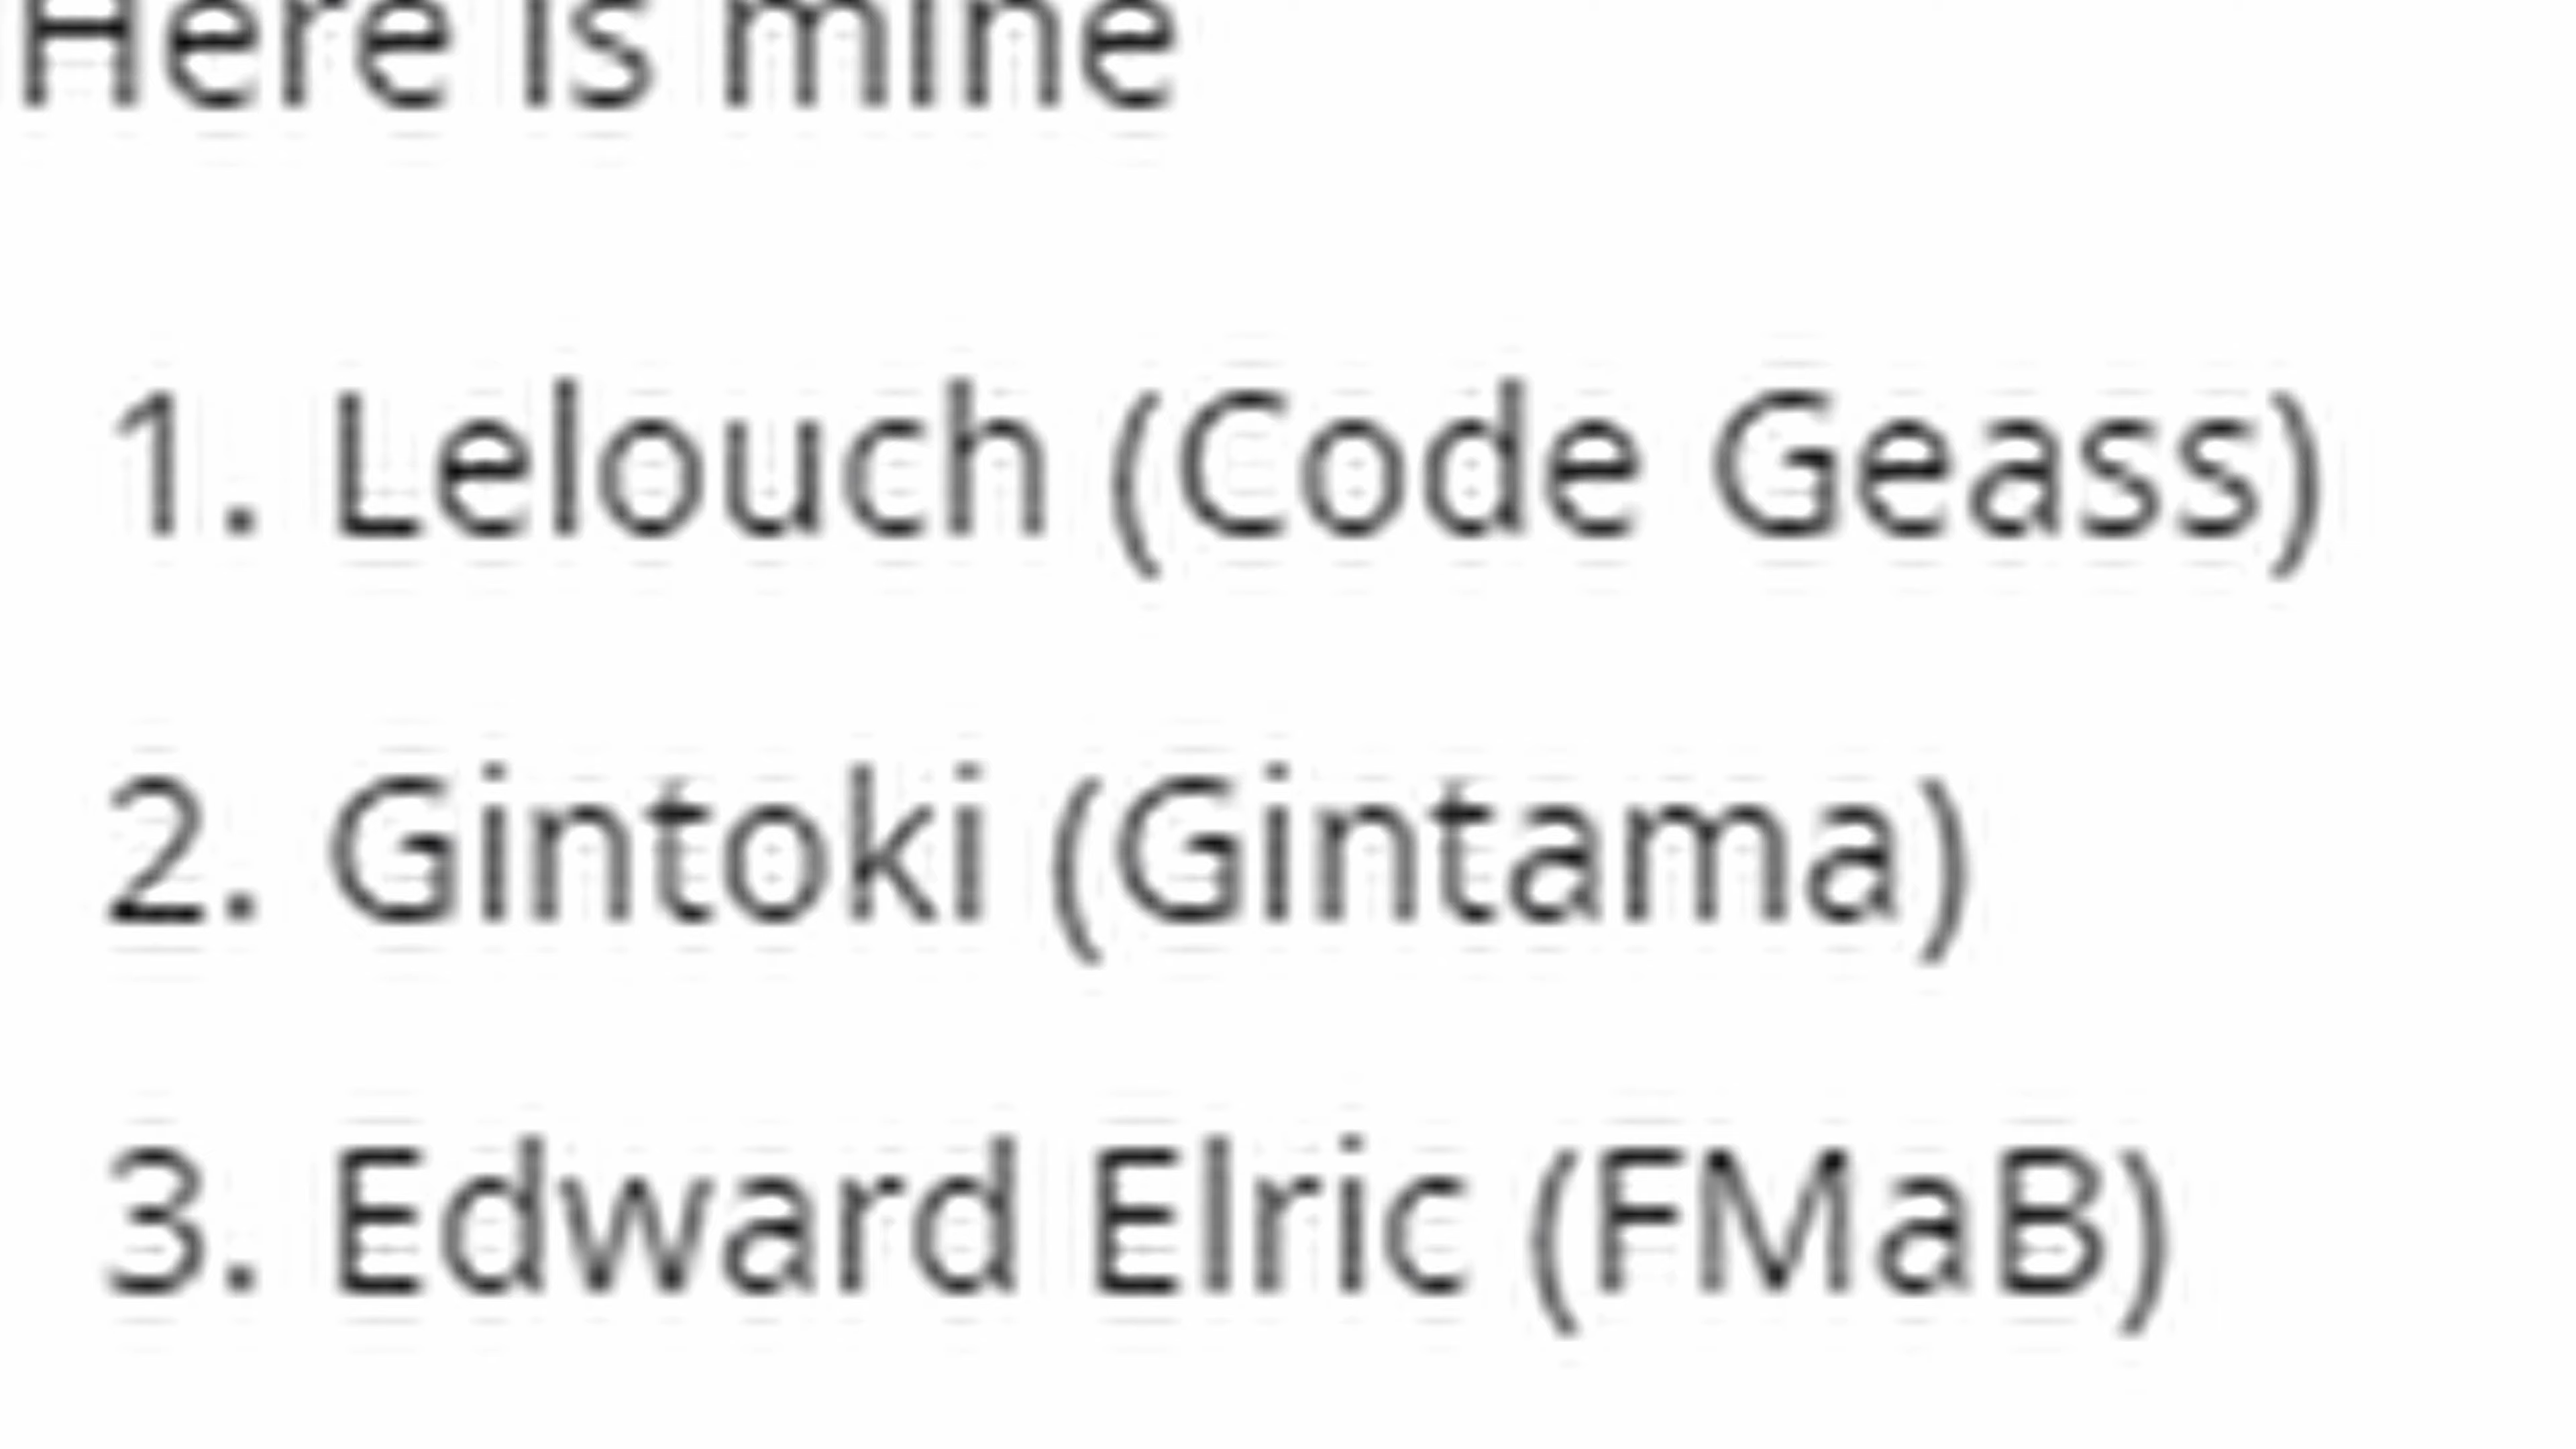 Here is mine
1. Lelouch (Code Geass)
2. Gintoki (Gintama)
3. Edward Elric (FMaB)